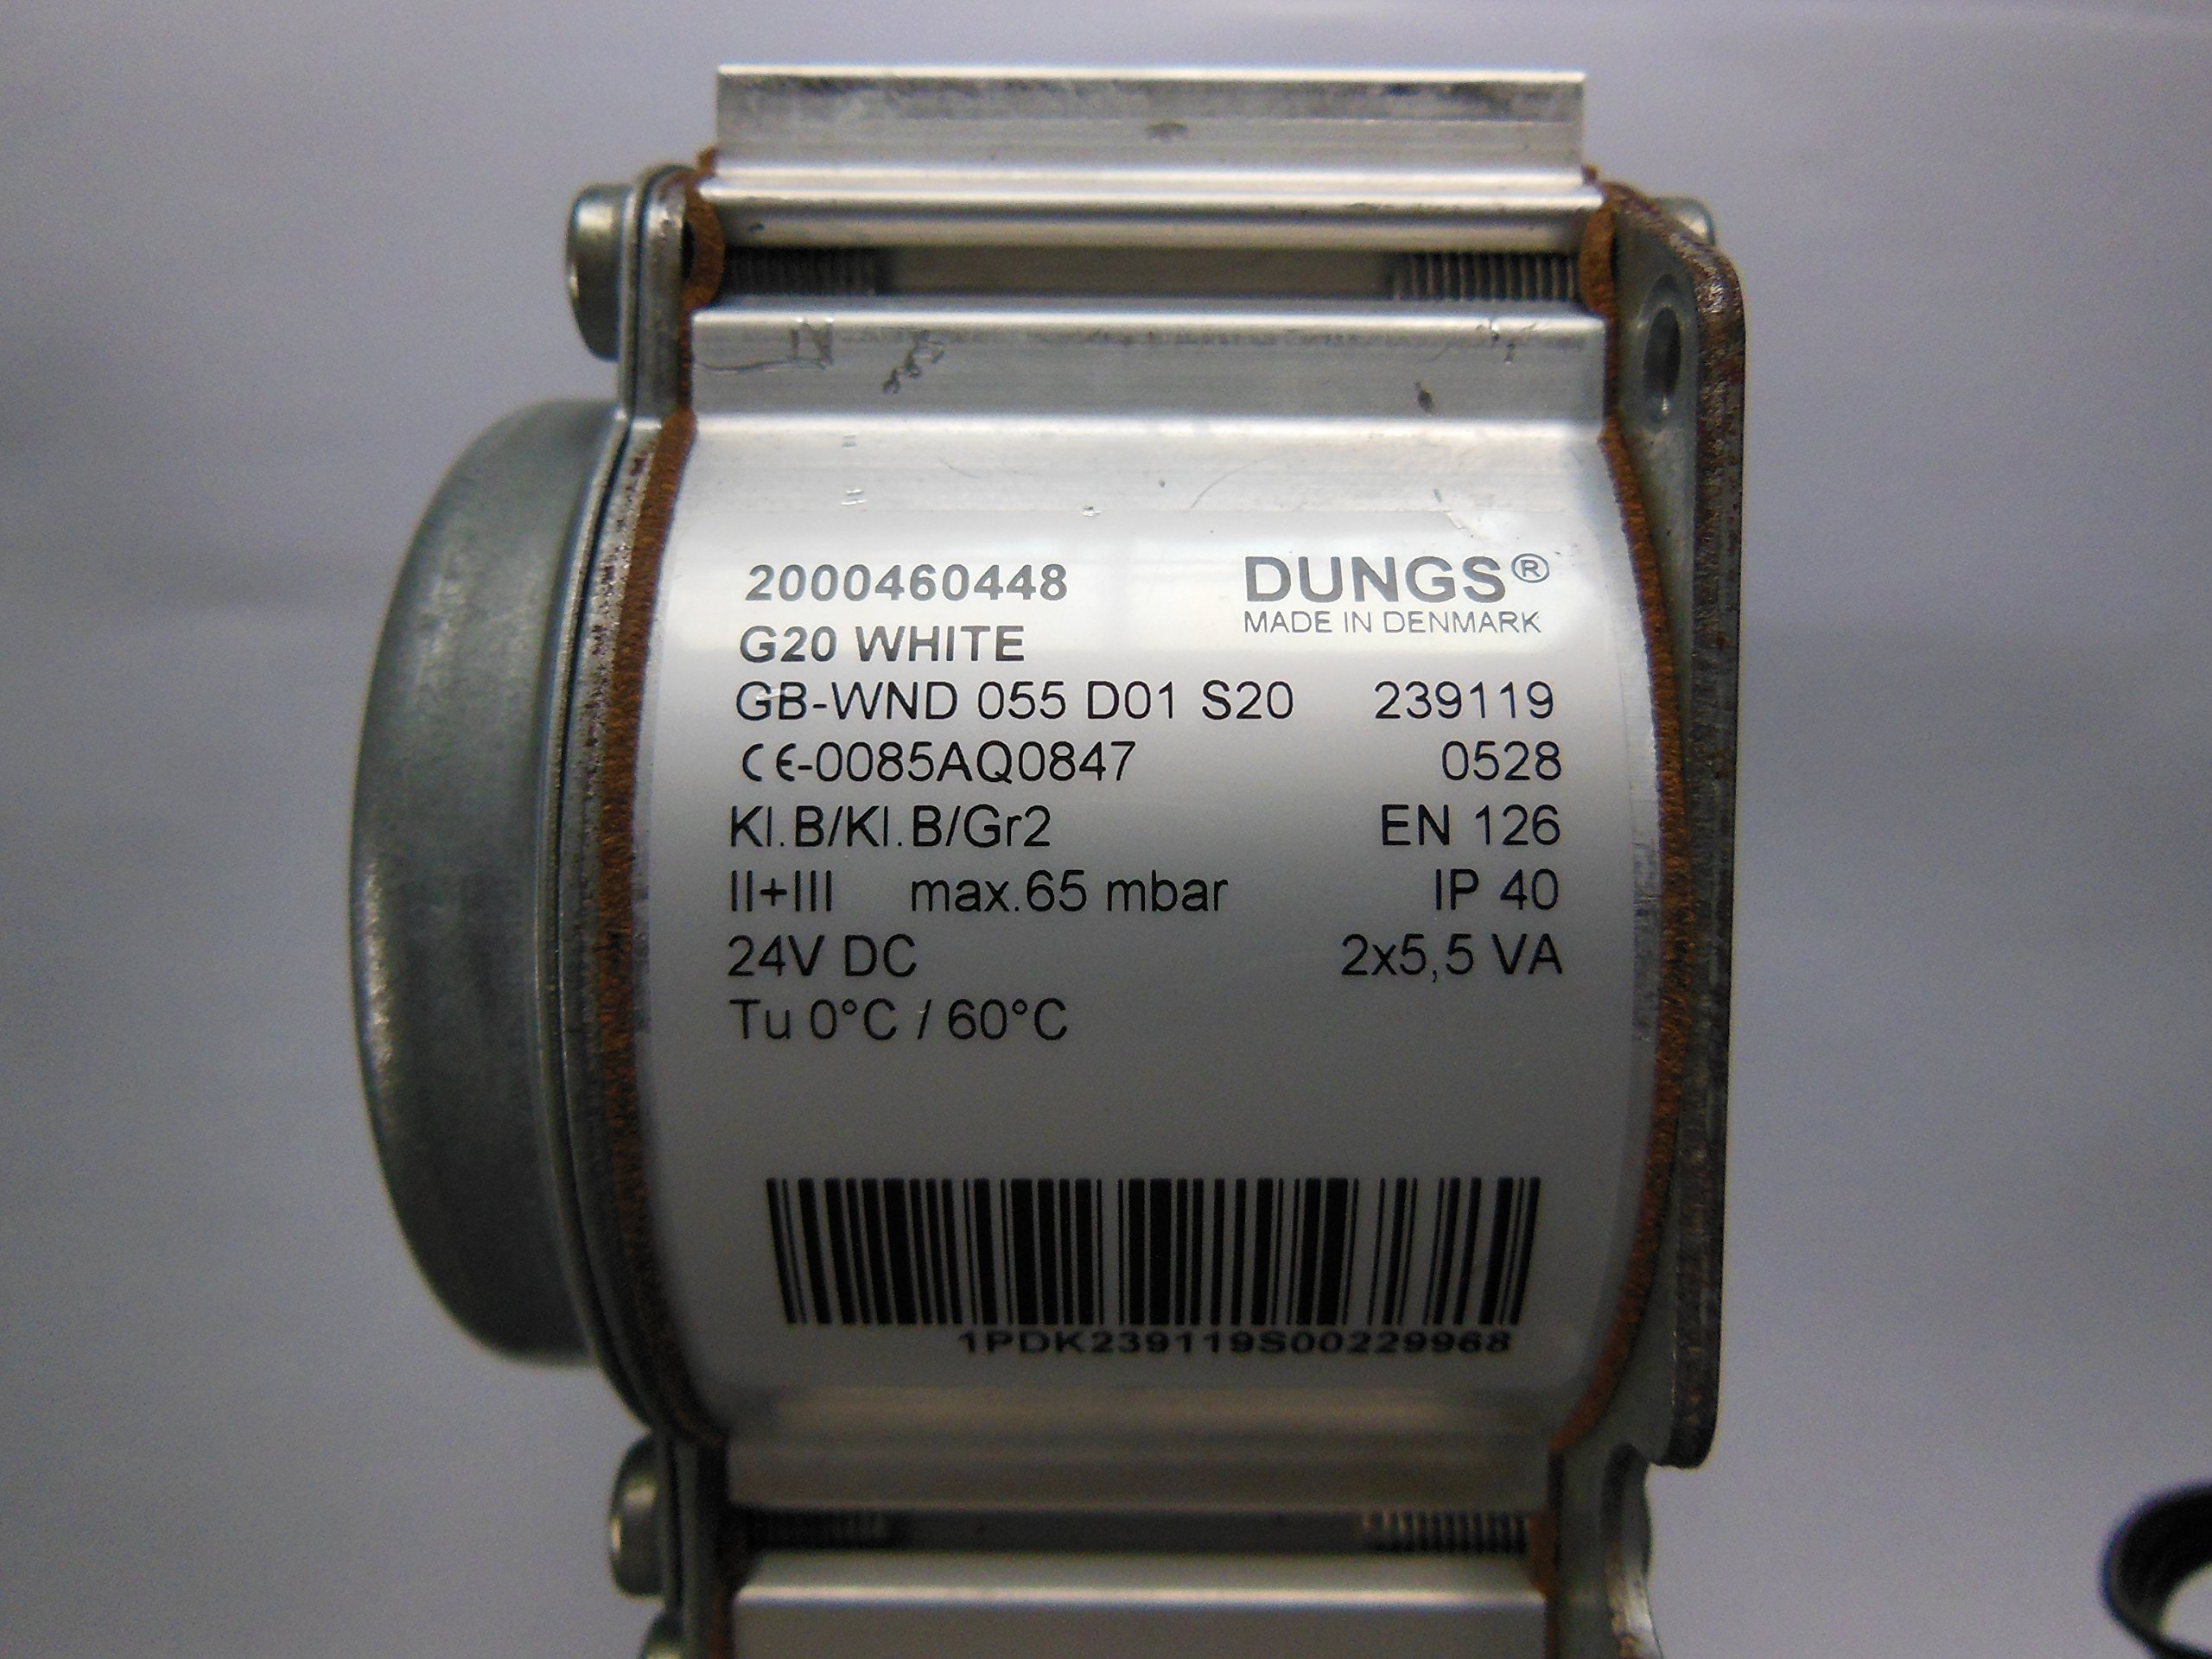 2000460448 DUNGS®
MADE IN DENMARK
G20 WHITE
GB-WND 055 D01 S20 239119
CE-0085AQ0847 0528
Kl.B/Kl.B/Gr2 EN 126
II+III max.65 mbar IP 40
24V DC 2x5,5 VA
Tu 0°C / 60°C
1PDK239119S00229968